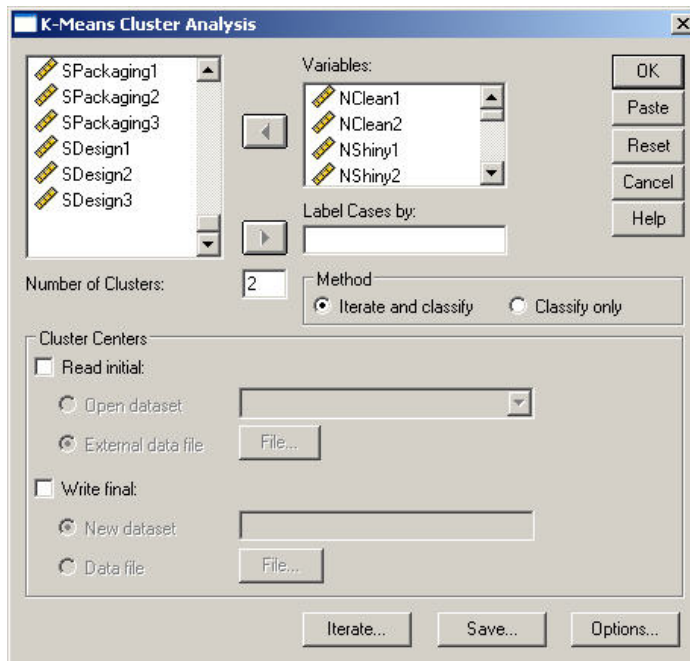 K-Means Cluster Analysis
SPackaging1
SPackaging2
SPackaging3
SDesign1
SDesign2
SDesign3
Variables:
NClean1
NClean2
NShiny1
NShiny2
Label Cases by:
OK
Paste
Reset
Cancel
Help
Number of Clusters:
2
Method
Iterate and classify
Classify only
Cluster Centers
Read initial:
Open dataset
External data file
File...
Write final:
New dataset
Data file
File...
Iterate...
Save...
Options...